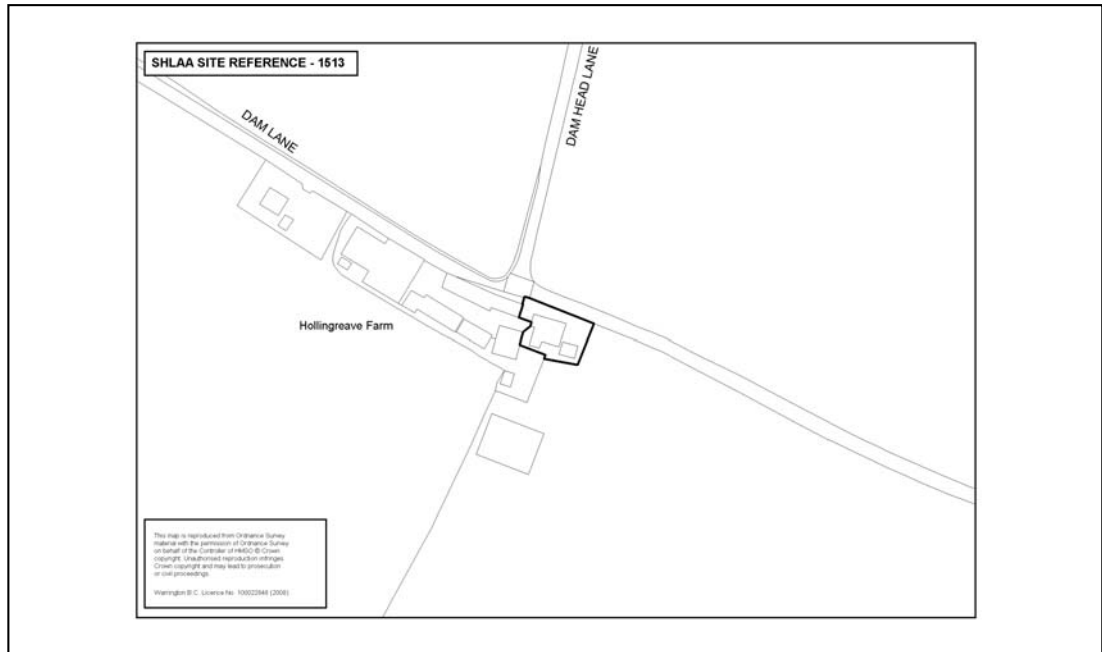 SHLAA SITE REFERENCE - 1513
DAM LANE
DAM HEAD LANE
Hollingreave Farm
This map is reproduced from Ordnance Survey
material with the permission of Ordnance Survey
on behalf of the Controller of HMSO © Crown
copyright. Unauthorised reproduction infringes
Crown copyright and may lead to prosecution
or civil proceedings.
Warrington B.C. Licence No. (2008)